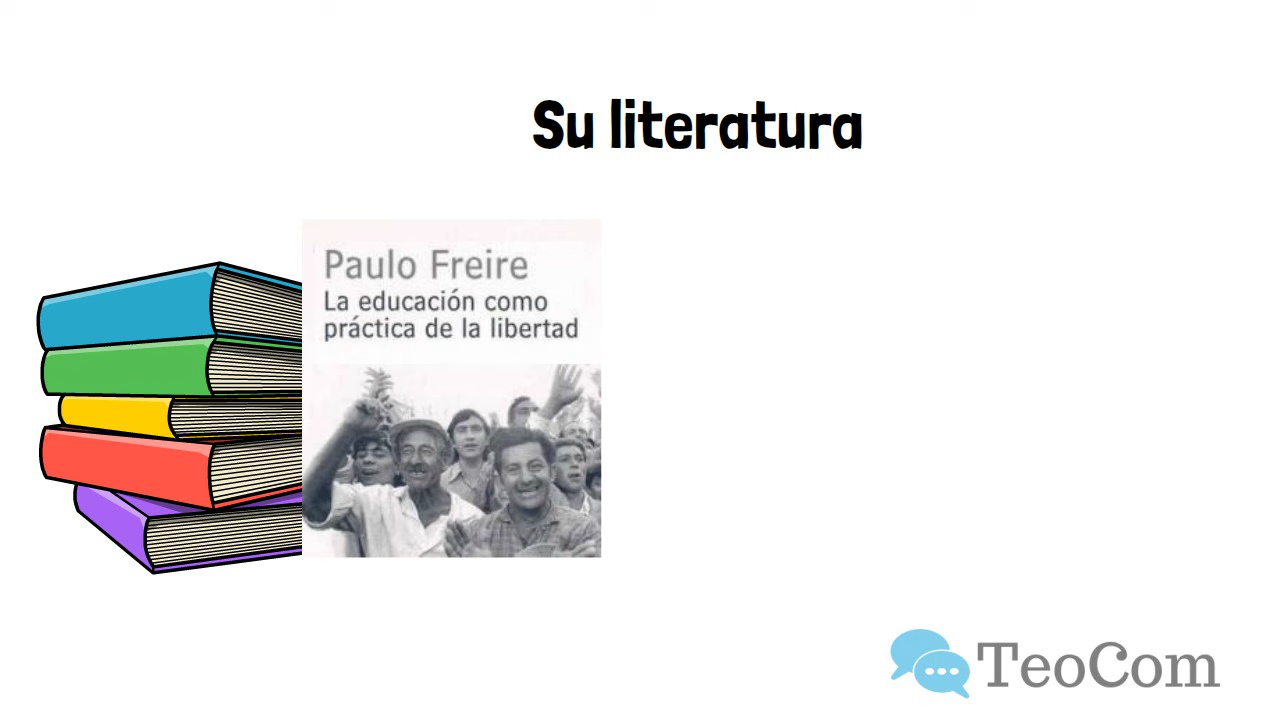 Su literatura
Paulo Freire
La educación como
práctica de la libertad
TeoCom